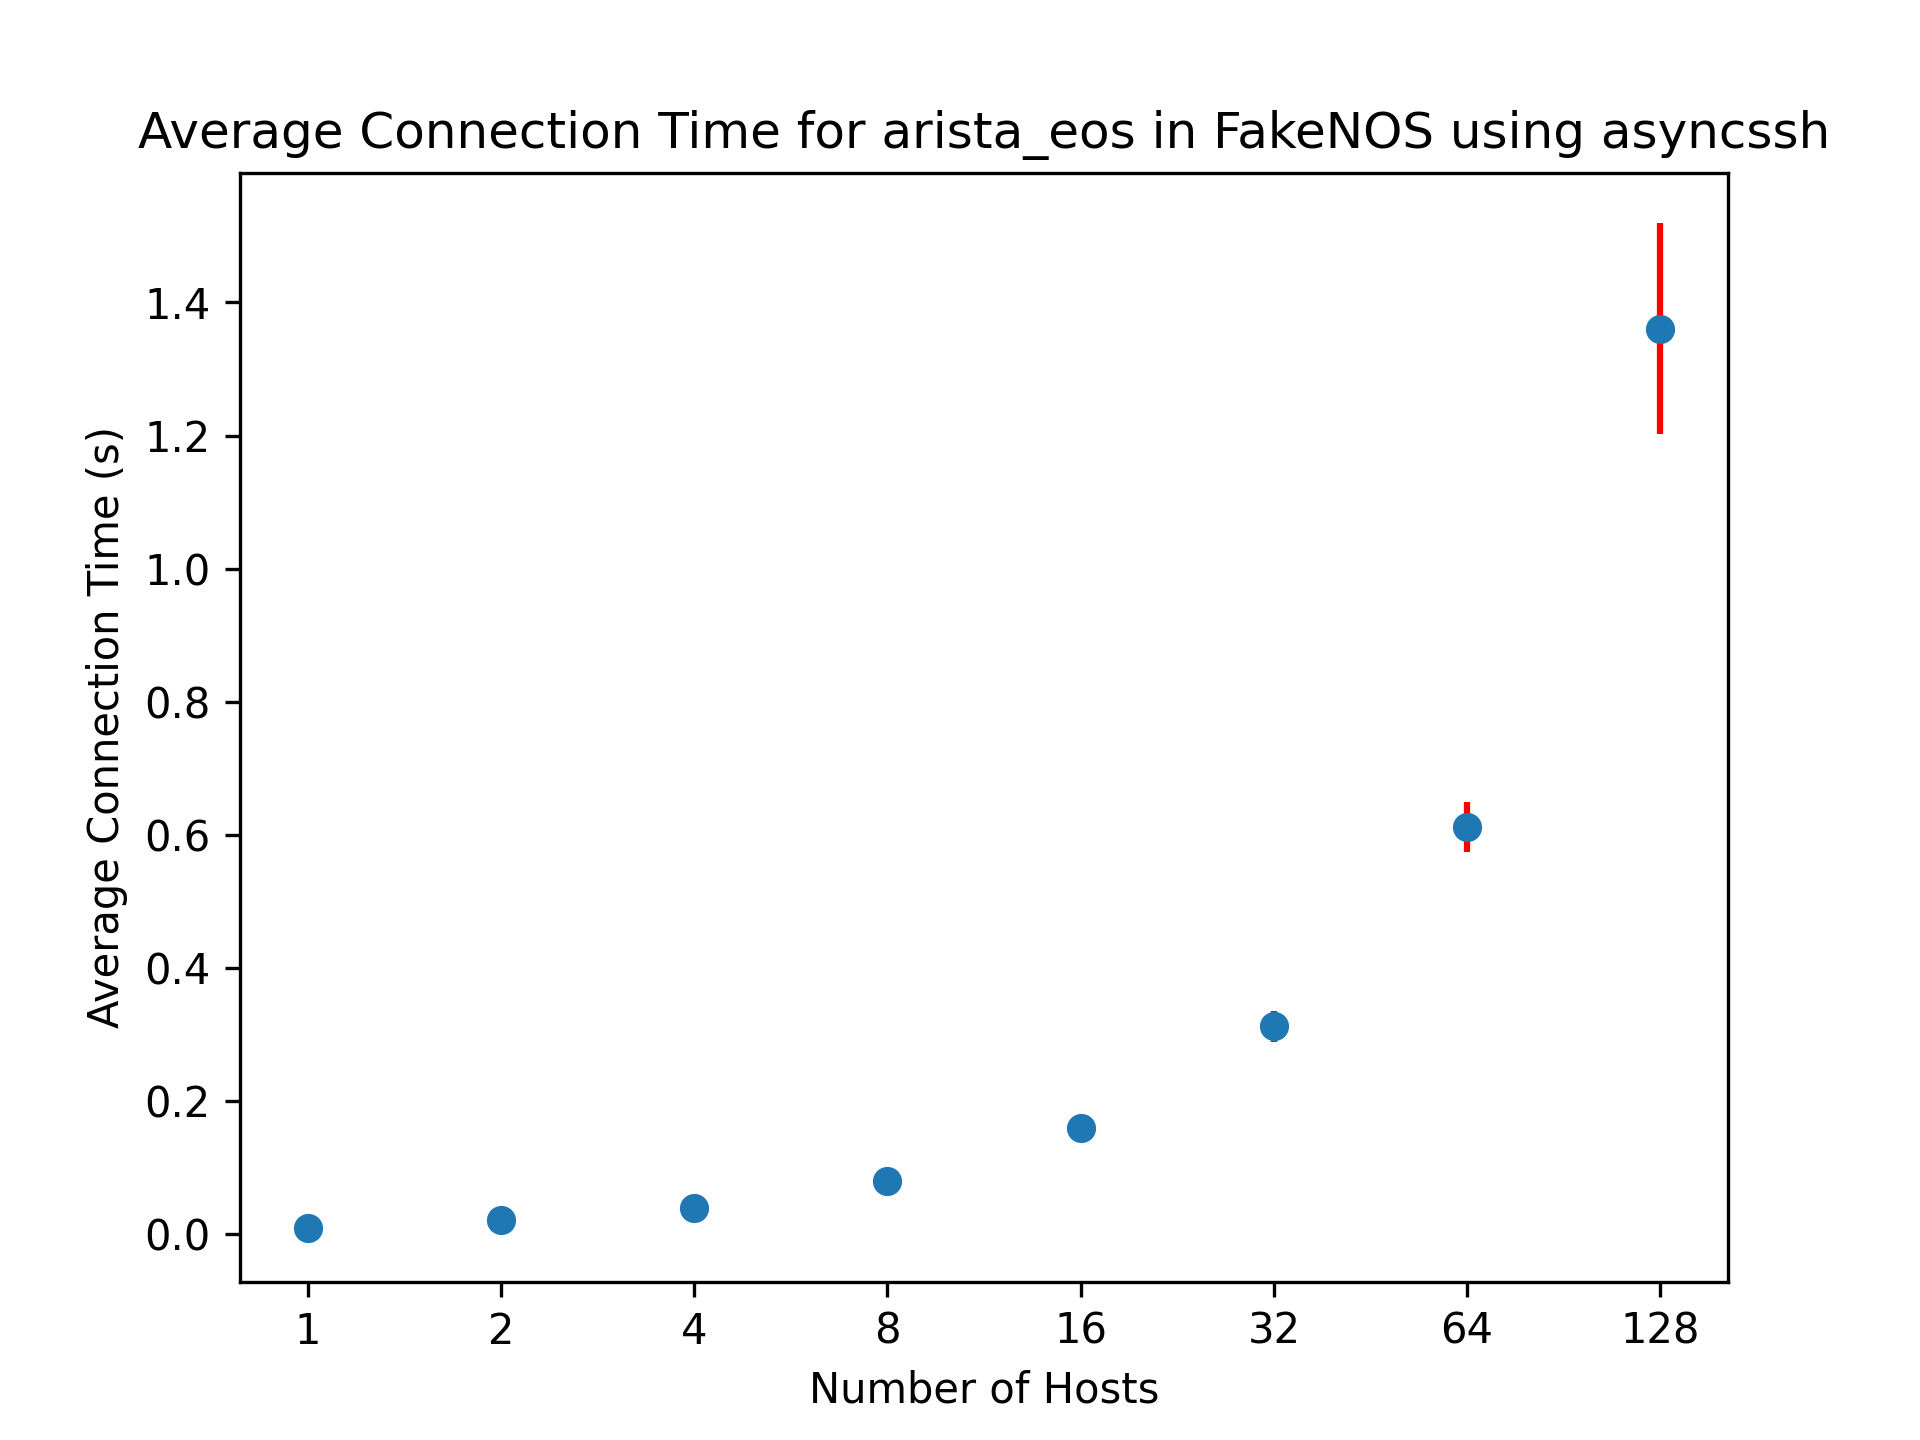 Average Connection Time for arista_eos in FakeNOS using asyncssh
Average Connection Time (s)
1.4
1.2
1.0
0.8
0.6
0.4
0.2
0.0
1 2 4 8 16 32 64 128
Number of Hosts